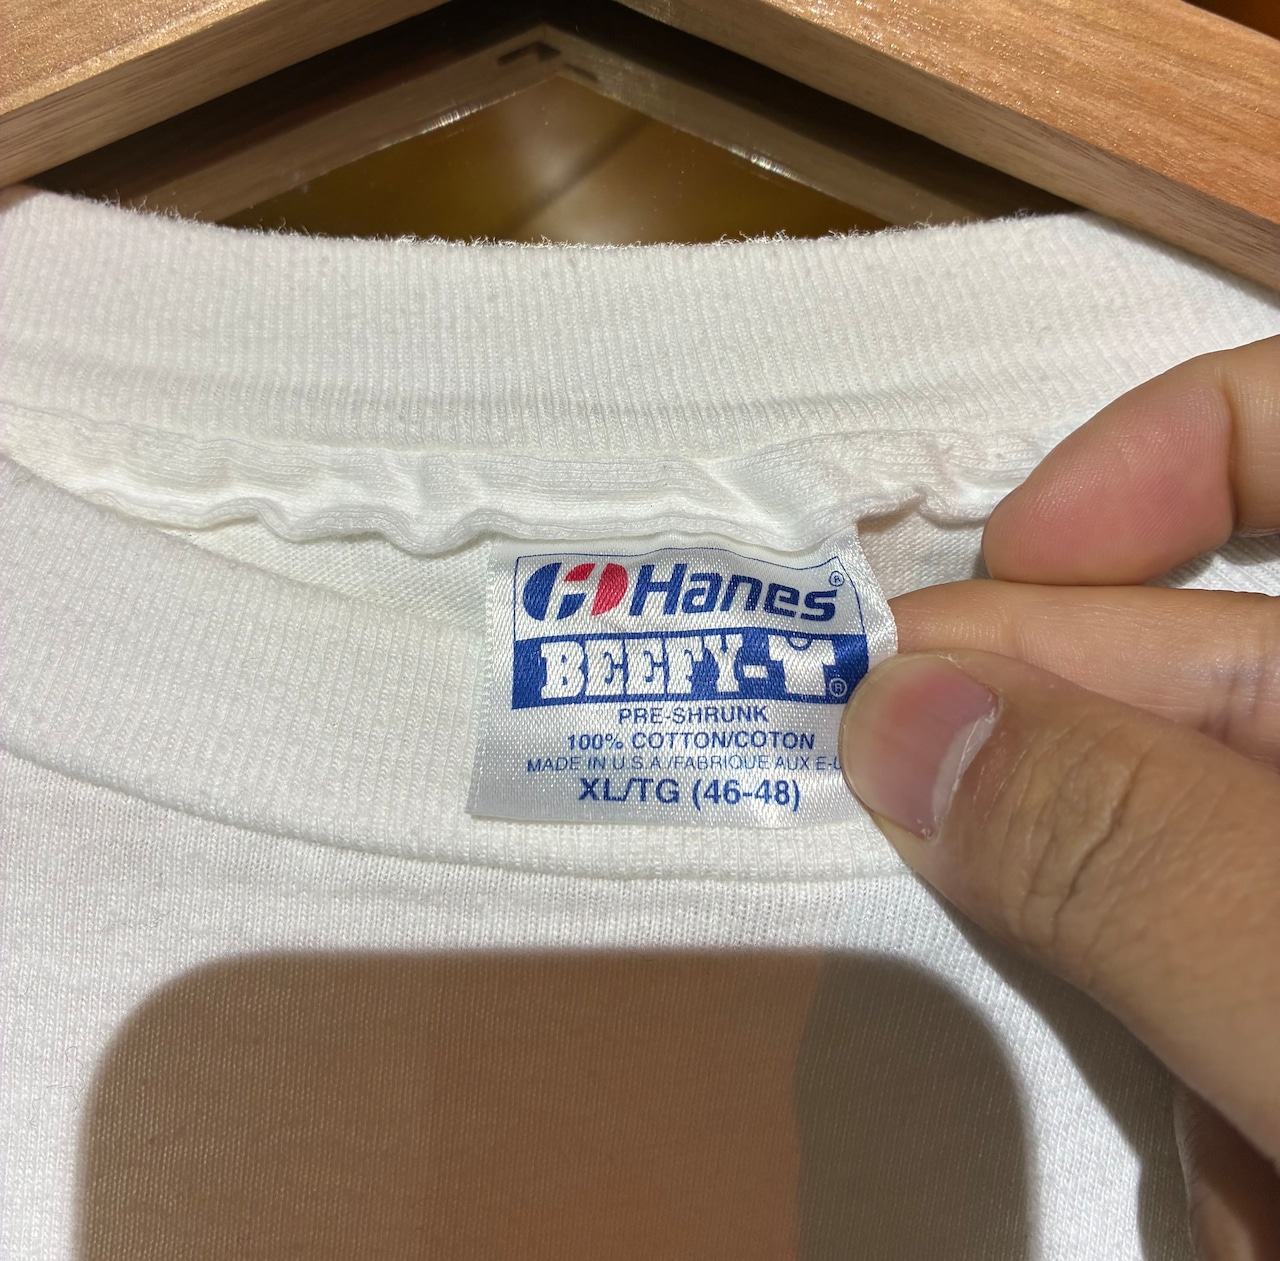 Hanes®
BEEFY-T®
PRE-SHRUNK
100% COTTON/COTON
MADE IN U.S.A./FABRIQUE AUX E-U
XL/TG (46-48)